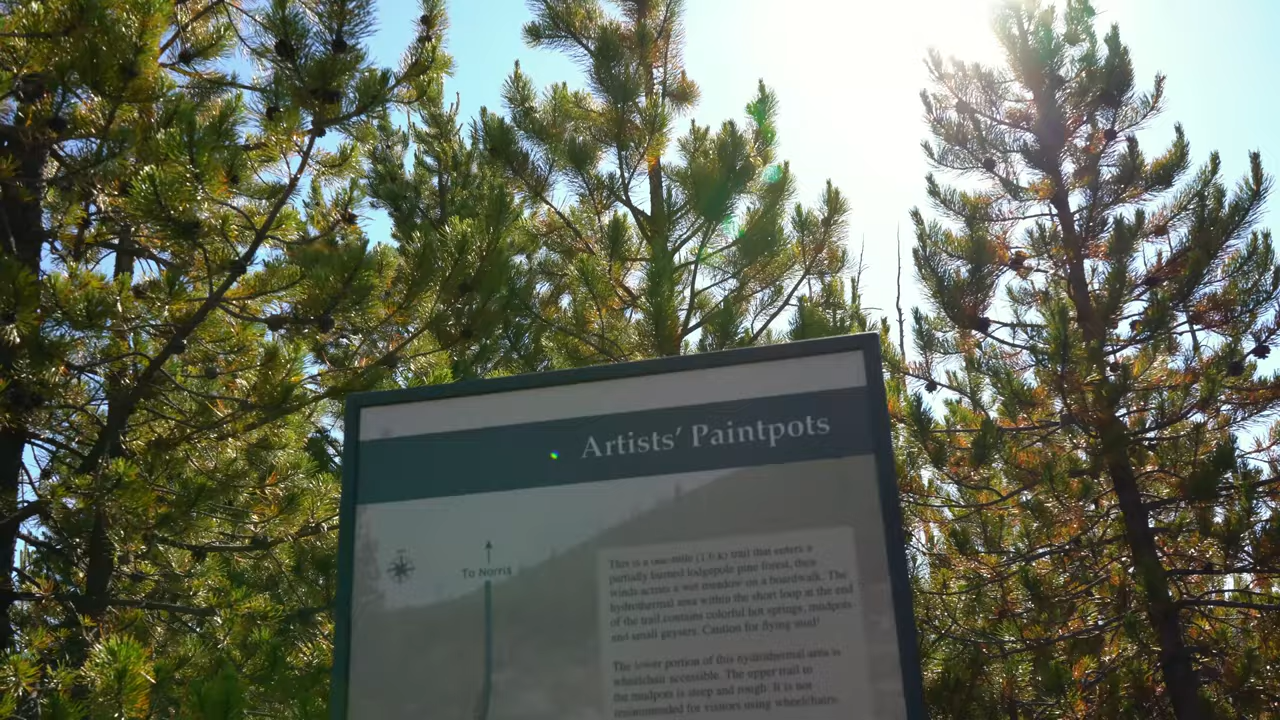 Artists' Paintpots
To Norris
This is a one-mile (1.6 k) trail that enters a
partially burned lodgepole pine forest, then
winds across a wet meadow on a boardwalk. The
hydrothermal area within the short loop at the end
of the trail contains colorful hot springs, mudpots
and small geysers. Caution for flying mud!
The lower portion of this hydrothermal area is
wheelchair accessible. The upper trail to
the mudpots is steep and rough. It is not
recommended for visitors using wheelchairs.